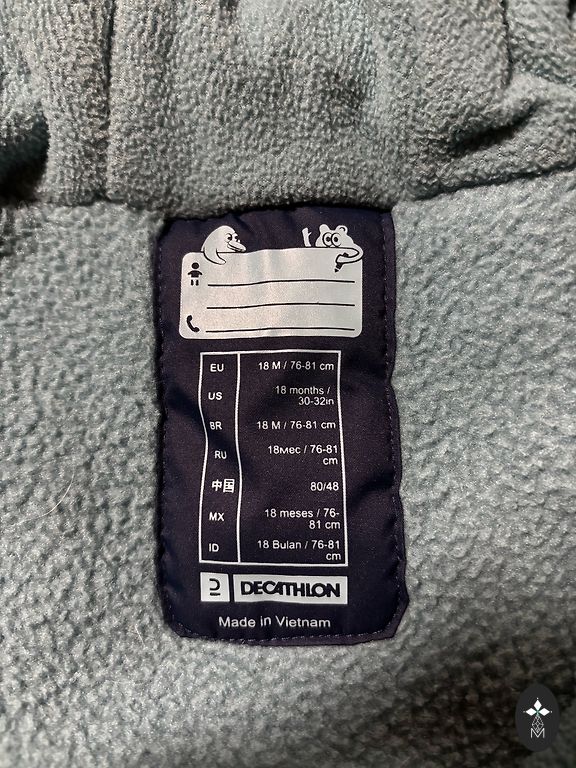 EU 18 M / 76-81 cm
US 18 months /
30-32in
BR 18 M / 76-81 cm
RU 18мес / 76-81
cm
中国 80/48
MX 18 meses / 76-
81 cm
ID 18 Bulan / 76-81
cm
DECATHLON
Made in Vietnam
M